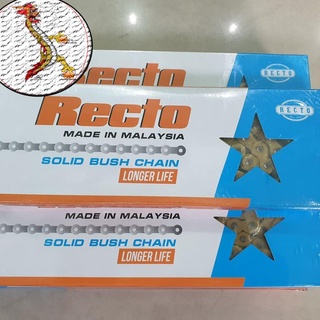 Recto
RECTO
Recto
MADE IN MALAYSIA
SOLID BUSH CHAIN
LONGER LIFE
MADE IN MALAYSIA
SOLID BUSH CHAIN
LONGER LIFE